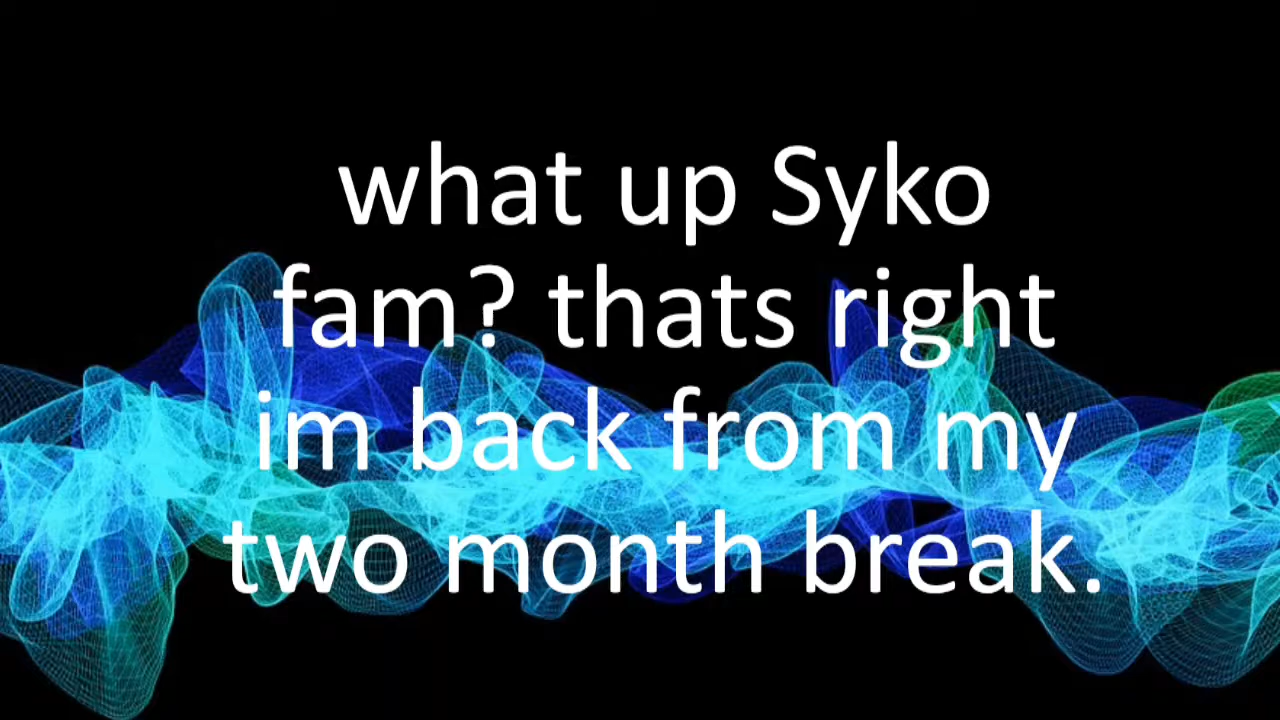 what up Syko
fam? thats right
im back from my
two month break.